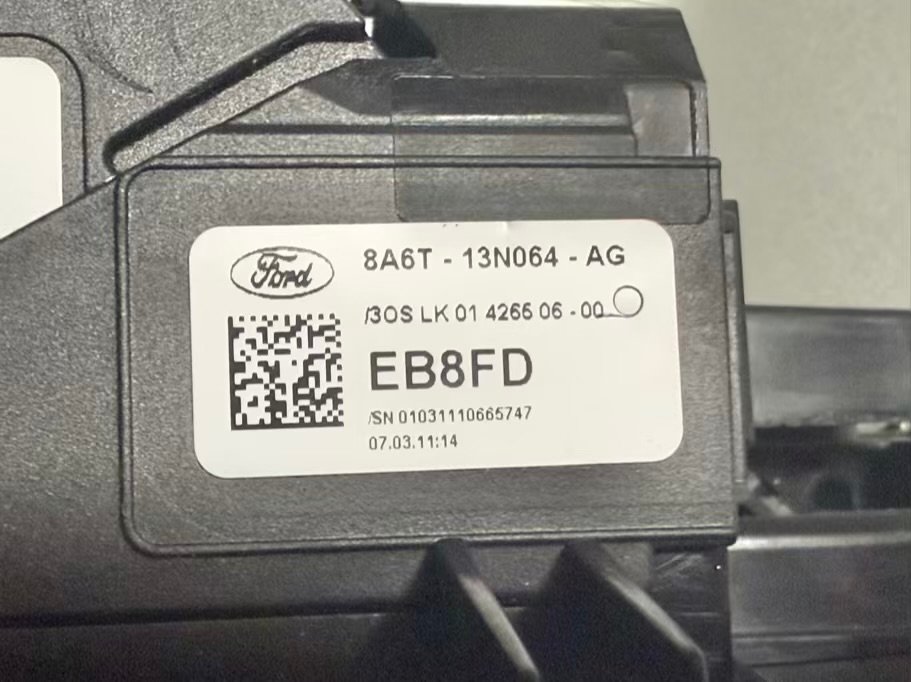 Ford
8A6T - 13N064 - AG
/3OS LK 01 4266 06 - 00
EB8FD
/SN 01031110665747
07.03.11:14